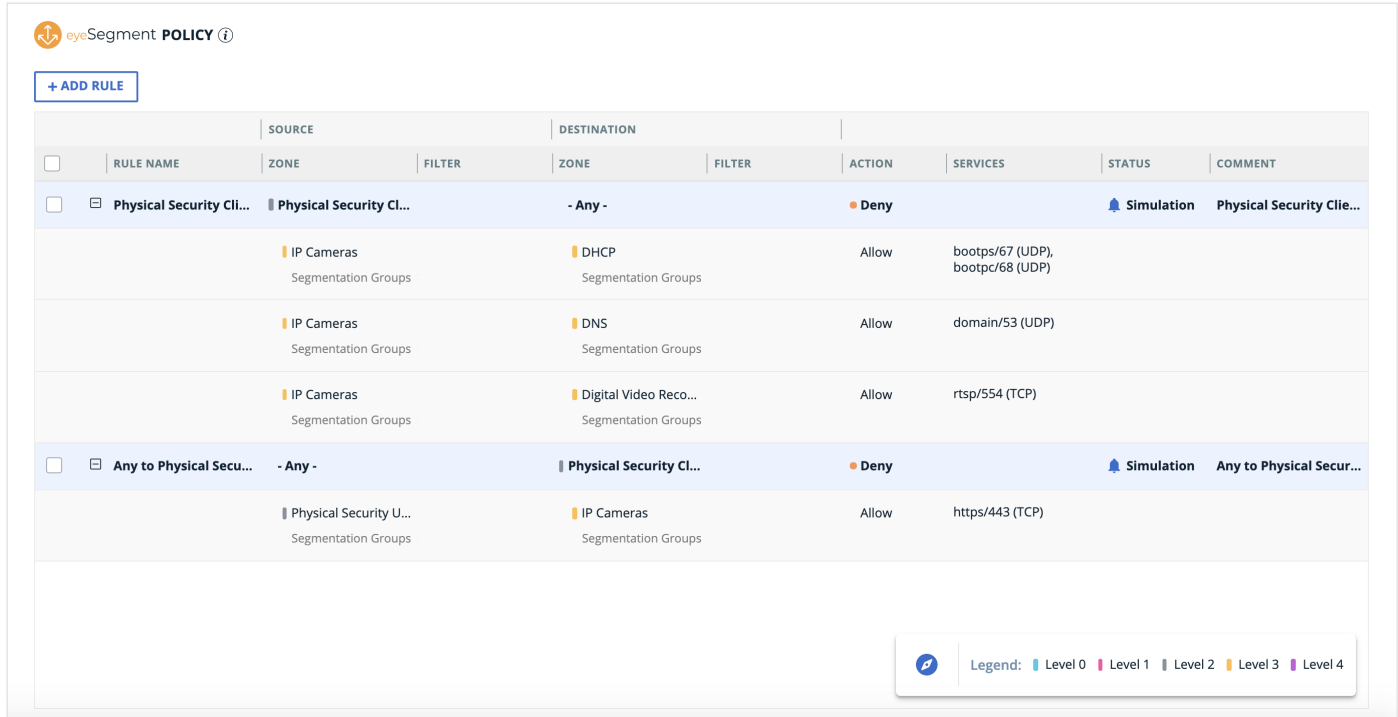 eyeSegment POLICY i
+ ADD RULE
SOURCE DESTINATION
RULE NAME ZONE FILTER ZONE FILTER ACTION SERVICES STATUS COMMENT
Physical Security Cli... Physical Security Cl... - Any - Deny Simulation Physical Security Clie...
IP Cameras DHCP Allow bootps/67 (UDP),
bootpc/68 (UDP)
Segmentation Groups Segmentation Groups
IP Cameras DNS Allow domain/53 (UDP)
Segmentation Groups Segmentation Groups
IP Cameras Digital Video Reco... Allow rtsp/554 (TCP)
Segmentation Groups Segmentation Groups
Any to Physical Secu... - Any - Physical Security Cl... Deny Simulation Any to Physical Secur...
Physical Security U... IP Cameras Allow https/443 (TCP)
Segmentation Groups Segmentation Groups
Legend: Level 0 Level 1 Level 2 Level 3 Level 4